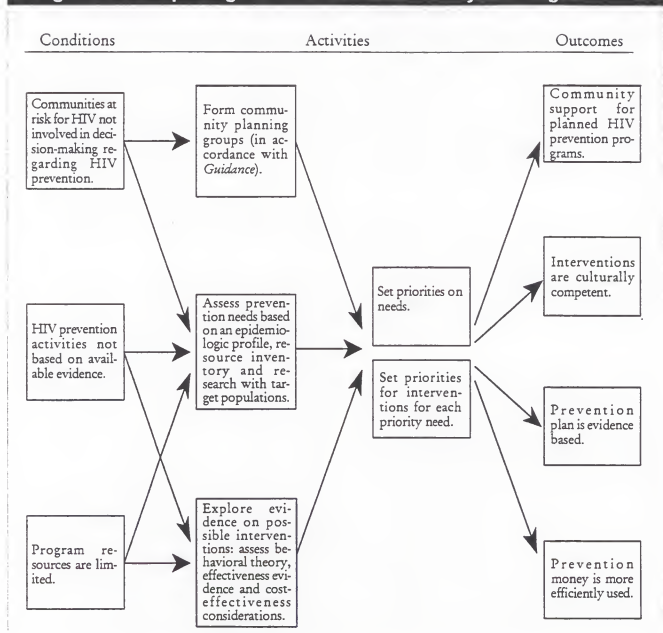 Conditions
Activities
Outcomes
Communities at
risk for HIV not
involved in deci-
sion-making re-
garding HIV
prevention.
Form commu-
nity planning
groups (in ac-
cordance with
Guidance).
Community
support for
planned HIV
prevention pro-
grams.
HIV prevention
activities not
based on avail-
able evidence.
Assess preven-
tion needs based
on an epidemio-
logic profile, re-
source inven-
tory and re-
search with tar-
get populations.
Set priorities on
needs.
Set priorities
for interven-
tions for each
priority need.
Interventions
are culturally
competent.
Prevention
plan is evidence
based.
Program re-
sources are lim-
ited.
Explore evi-
dence on pos-
sible interven-
tions: assess be-
havioral theory,
effectiveness evi-
dence and cost-
effectiveness
considerations.
Prevention
money is more
efficiently used.